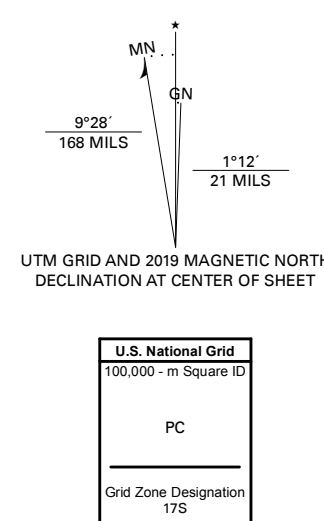 ★
MN
GN
9°28´
168 MILS
1°12´
21 MILS
UTM GRID AND 2019 MAGNETIC NORTH
DECLINATION AT CENTER OF SHEET
U.S. National Grid
100,000 - m Square ID
PC
Grid Zone Designation
17S